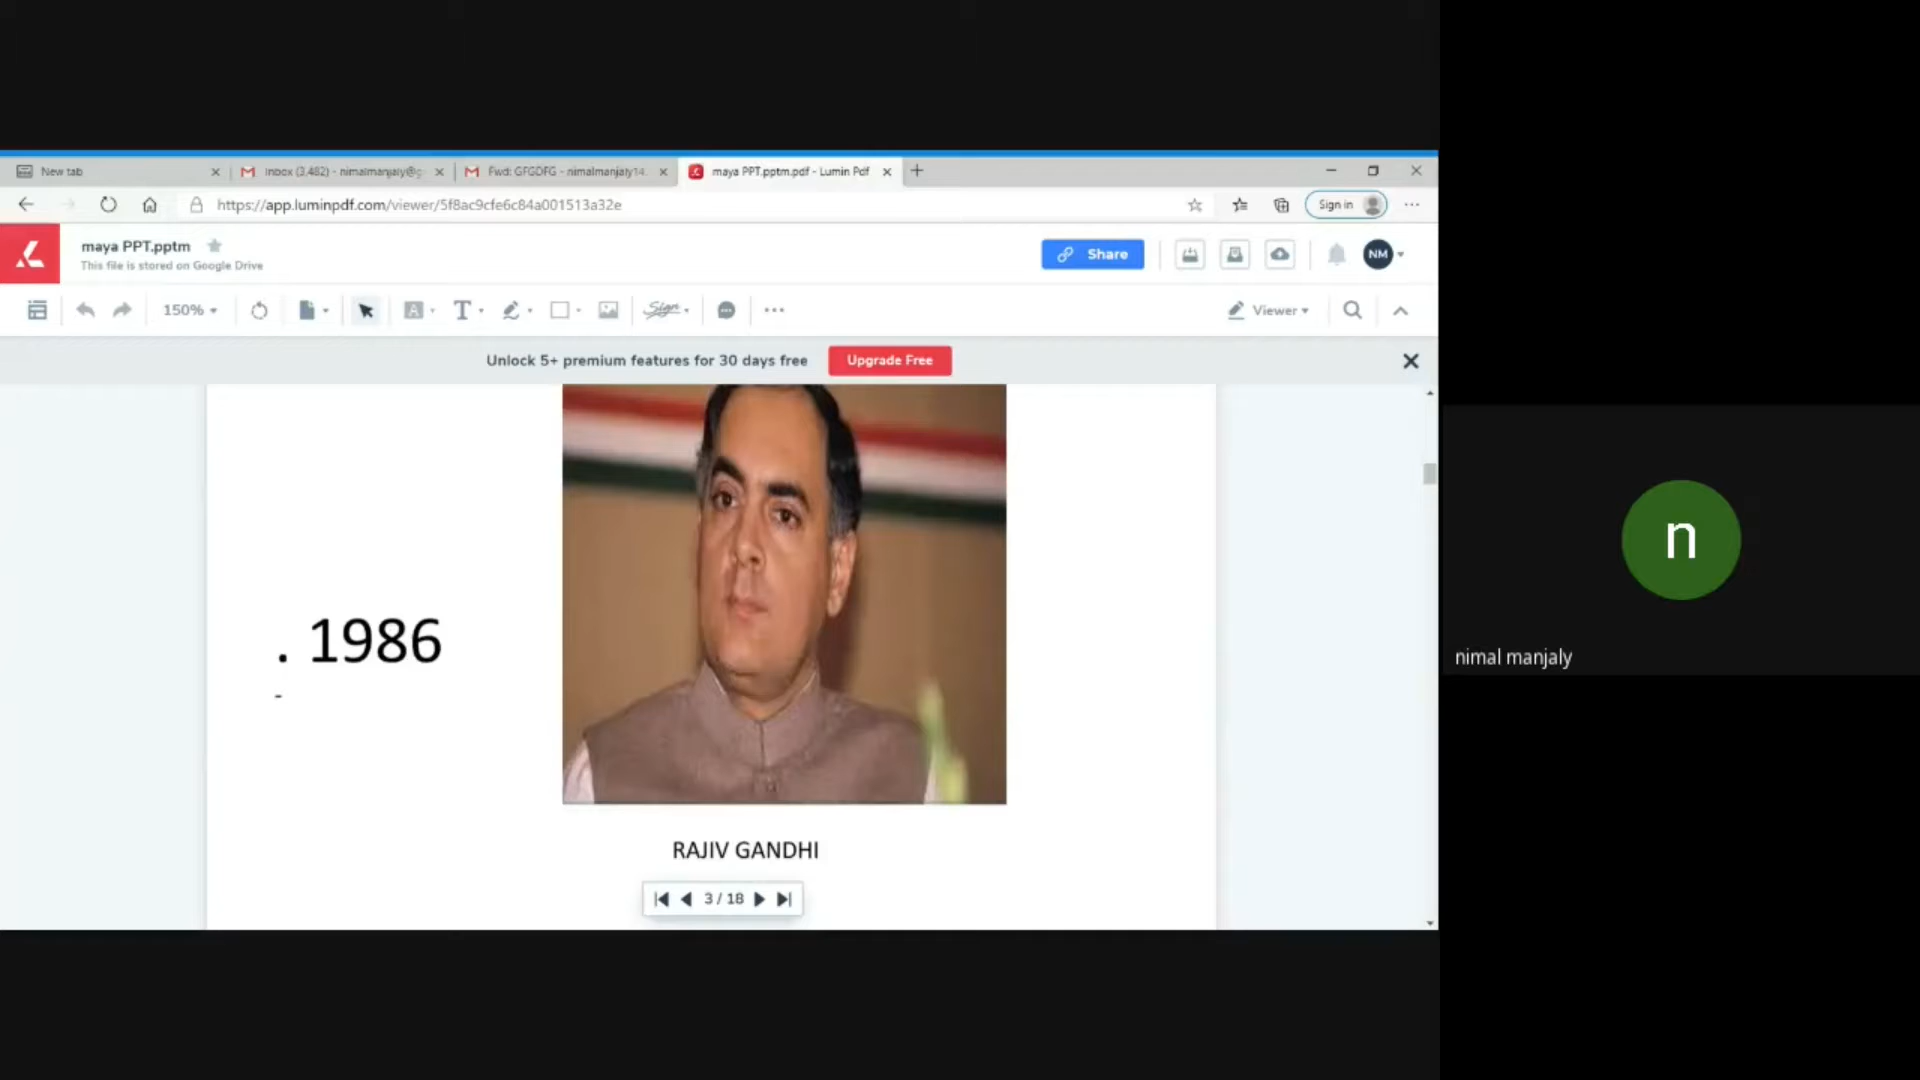 New tab
Inbox (3,482) - nimalmanjaly@g
Fwd: GFGDFG - nimalmanjaly14.
maya PPT.pptm.pdf - Lumin Pdf
https://app.luminpdf.com/viewer/5f8ac9cfe6c84a001513a32e
Sign in
maya PPT.pptm
This file is stored on Google Drive
Share
NM
150%
A
T
Sign
Viewer
Unlock 5+ premium features for 30 days free
Upgrade Free
. 1986
-
RAJIV GANDHI
3 / 18
n
nimal manjaly